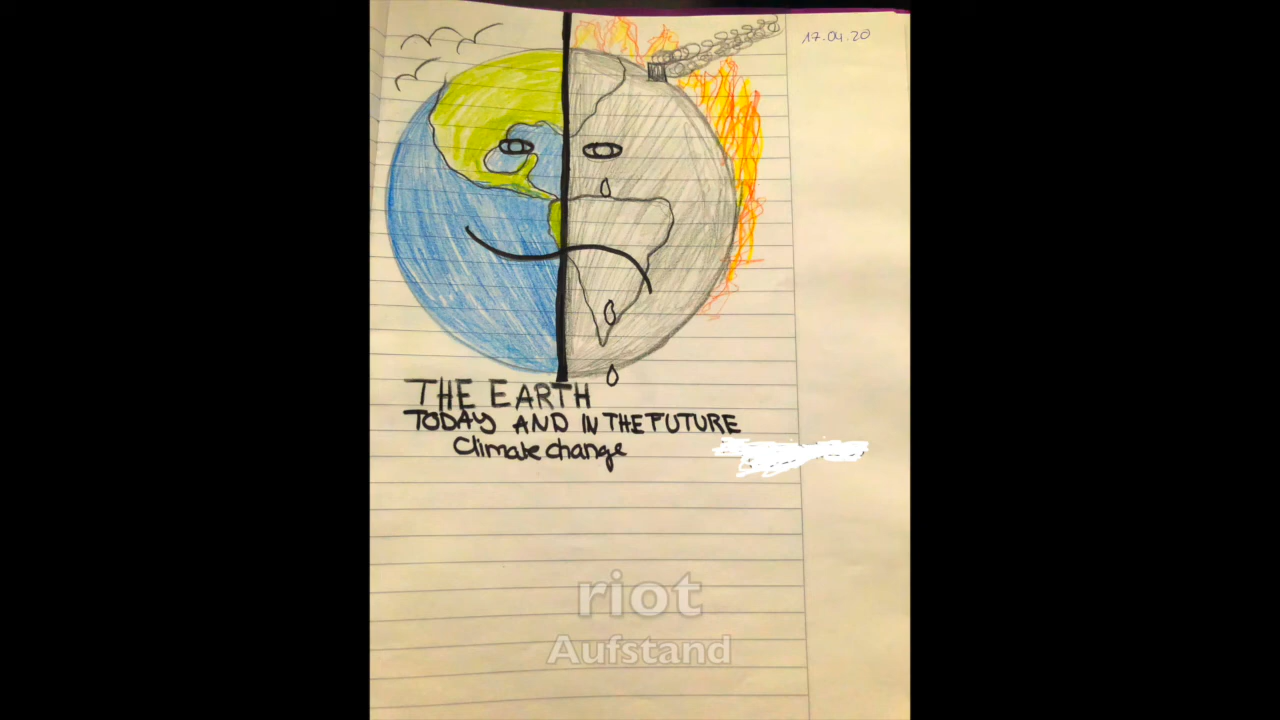 17.04.20
THE EARTH
TODAY AND IN THE FUTURE
Climate change
riot
Aufstand